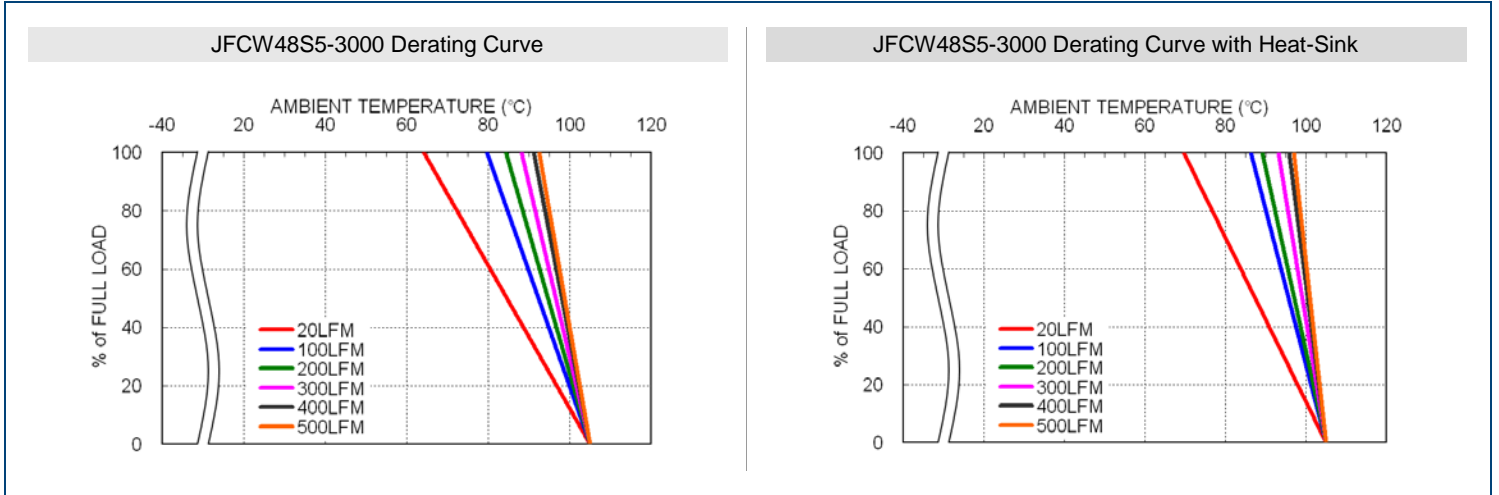 JFCW48S5-3000 Derating Curve
AMBIENT TEMPERATURE (°C)
-40 20 40 60 80 100 120
100
80
60
40
20
0
% of FULL LOAD
20LFM
100LFM
200LFM
300LFM
400LFM
500LFM
JFCW48S5-3000 Derating Curve with Heat-Sink
AMBIENT TEMPERATURE (°C)
-40 20 40 60 80 100 120
100
80
60
40
20
0
% of FULL LOAD
20LFM
100LFM
200LFM
300LFM
400LFM
500LFM